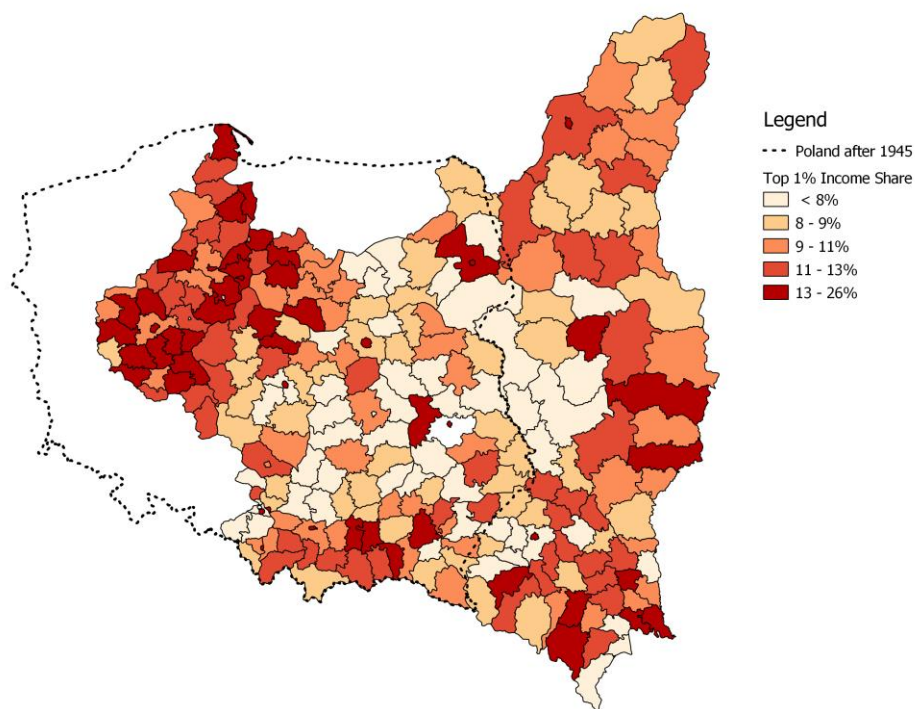 Legend
Poland after 1945
Top 1% Income Share
< 8%
8 - 9%
9 - 11%
11 - 13%
13 - 26%